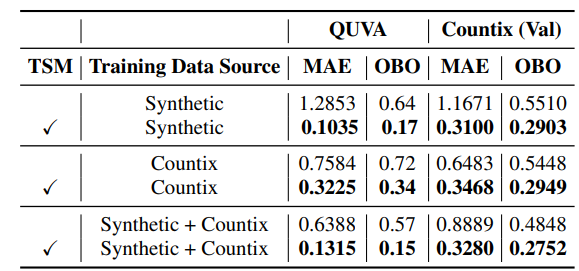 QUVA Countix (Val)
TSM Training Data Source MAE OBO MAE OBO
Synthetic 1.2853 0.64 1.1671 0.5510
✓ Synthetic 0.1035 0.17 0.3100 0.2903
Countix 0.7584 0.72 0.6483 0.5448
✓ Countix 0.3225 0.34 0.3468 0.2949
Synthetic + Countix 0.6388 0.57 0.8889 0.4848
✓ Synthetic + Countix 0.1315 0.15 0.3280 0.2752